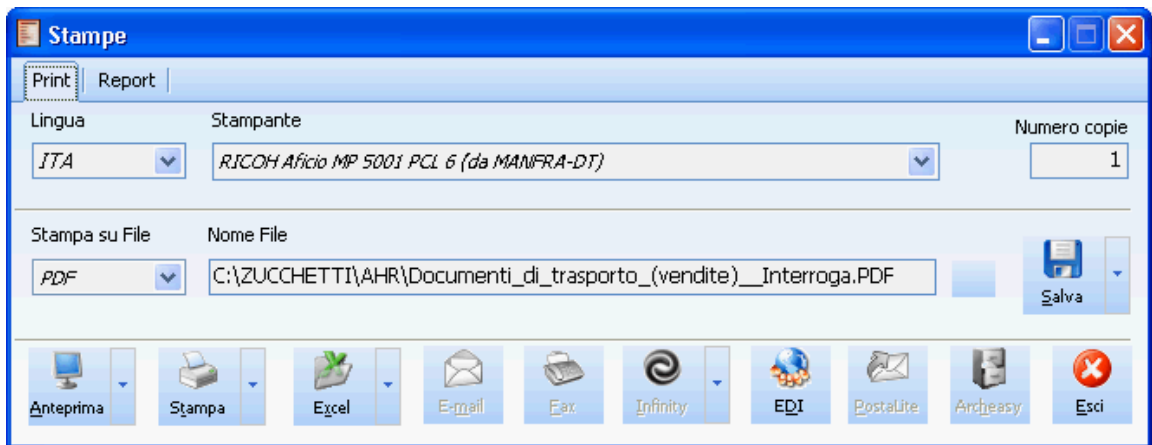 Stampe
Print Report
Lingua Stampante Numero copie
ITA RICOH Aficio MP 5001 PCL 6 (da MANFRA-DT) 1
Stampa su File Nome File
PDF C:\ZUCCHETTI\AHR\Documenti_di_trasporto_(vendite)__Interroga.PDF
Salva
Anteprima Stampa Excel E-mail Fax Infinity EDI PostaLite Archeasy Esci